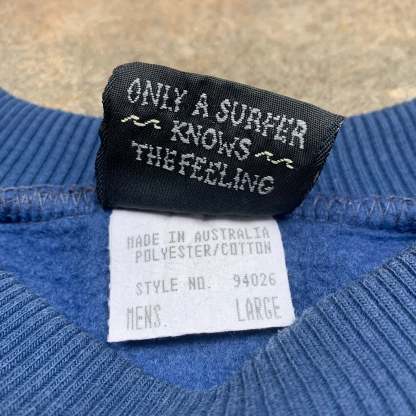 ONLY A SURFER
KNOWS
THE FEELING
MADE IN AUSTRALIA
POLYESTER/COTTON
STYLE NO. 94026
MENS. LARGE